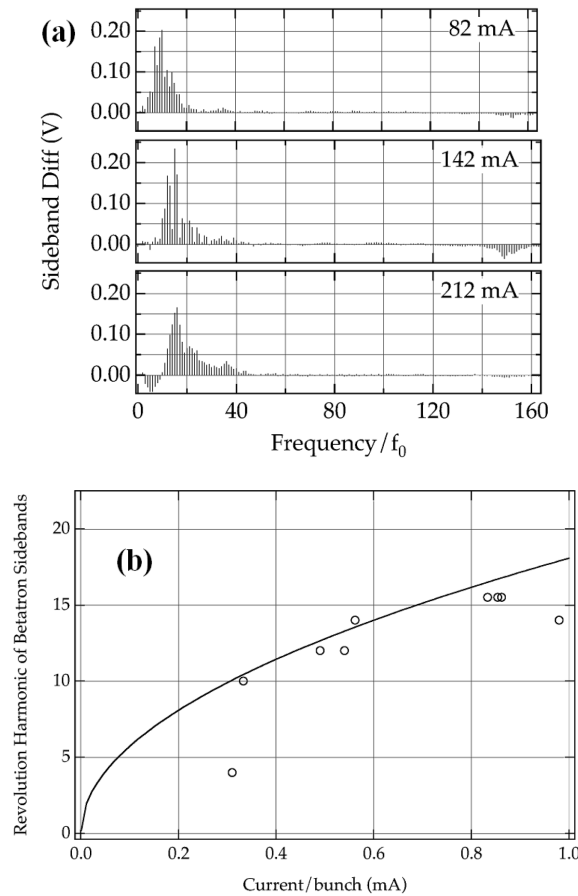 (a)
82 mA
0.20
0.10
0.00
142 mA
0.20
0.10
0.00
212 mA
0.20
0.10
0.00
Sideband Diff (V)
0 40 80 120 160
Frequency/f0
(b)
20
15
10
5
0
Revolution Harmonic of Betatron Sidebands
0.0 0.2 0.4 0.6 0.8 1.0
Current/bunch (mA)